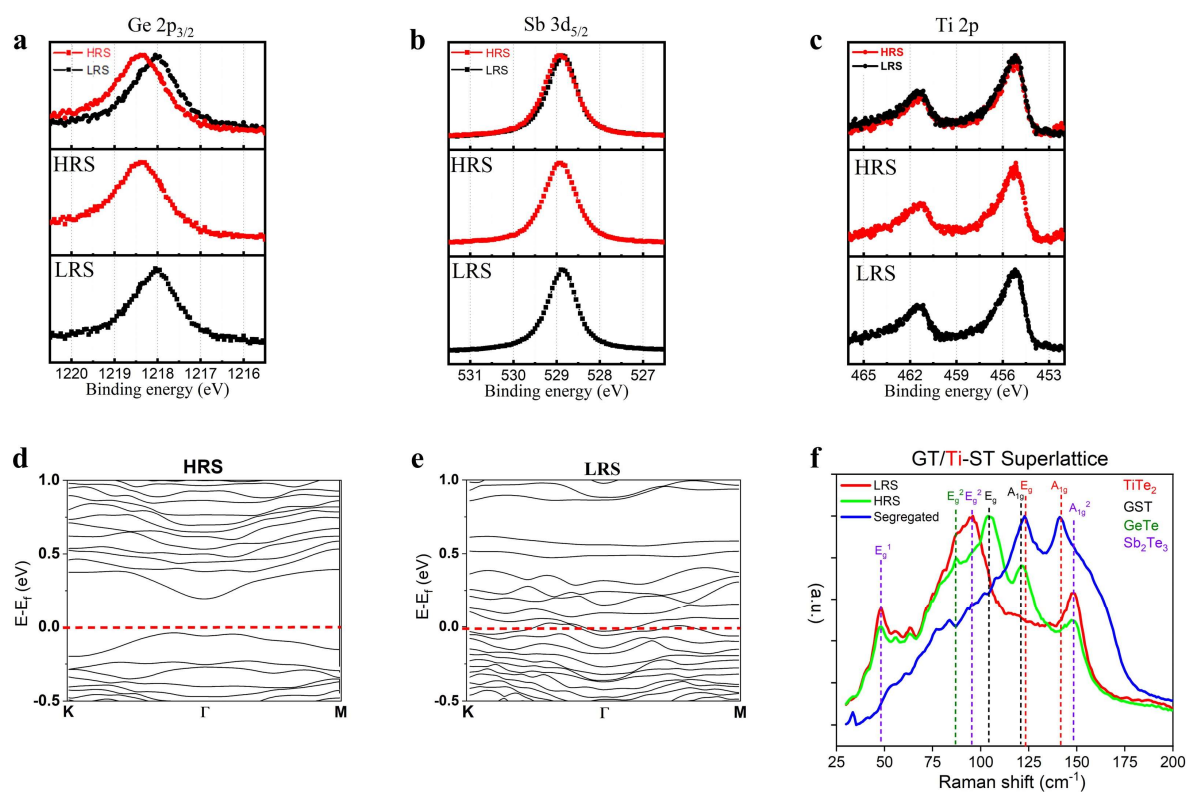 a
Ge 2p3/2
HRS
LRS
HRS
LRS
1220 1219 1218 1217 1216
Binding energy (eV)
b
Sb 3d5/2
HRS
LRS
HRS
LRS
531 530 529 528 527
Binding energy (eV)
c
Ti 2p
HRS
LRS
HRS
LRS
465 462 459 456 453
Binding energy (eV)
d
HRS
1.0
0.5
0.0
-0.5
E-Ef (eV)
K Γ M
e
LRS
1.0
0.5
0.0
-0.5
E-Ef (eV)
K Γ M
f
GT/Ti-ST Superlattice
LRS
HRS
Segregated
Eg1
Eg2
Eg2
Eg
A1g
Eg
A1g
A1g2
TiTe2
GST
GeTe
Sb2Te3
(a.u.)
25 50 75 100 125 150 175 200
Raman shift (cm-1)